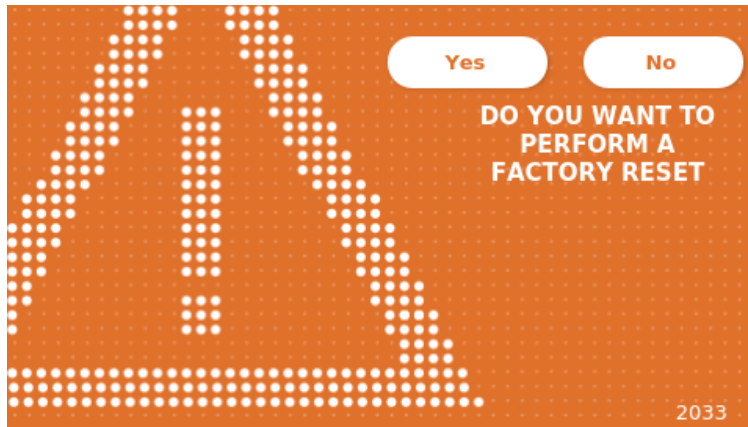 Yes No
DO YOU WANT TO
PERFORM A
FACTORY RESET
2033